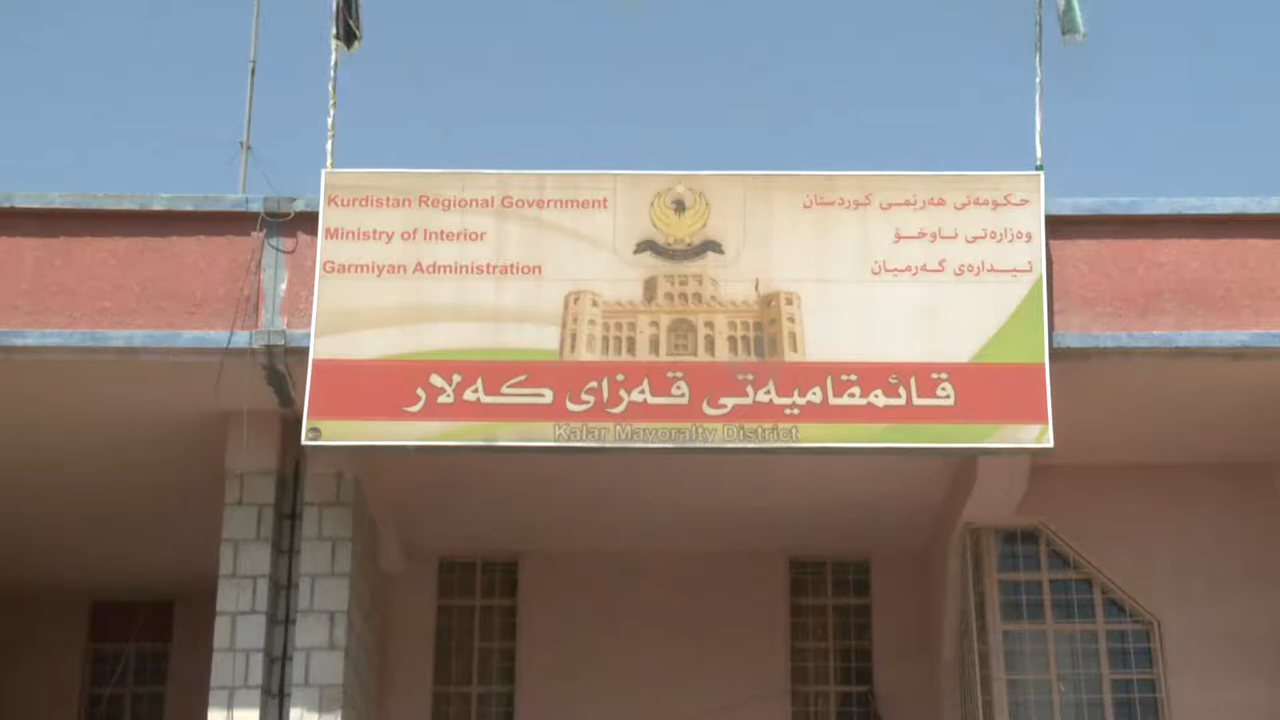 Kurdistan Regional Government
Ministry of Interior
Garmiyan Administration
حکومەتی هەرێمی کوردستان
وەزارەتی ناوخۆ
ئیدارەی گەرمیان
قائمقامیەتی قەزای کەلار
Kalar Mayoralty District